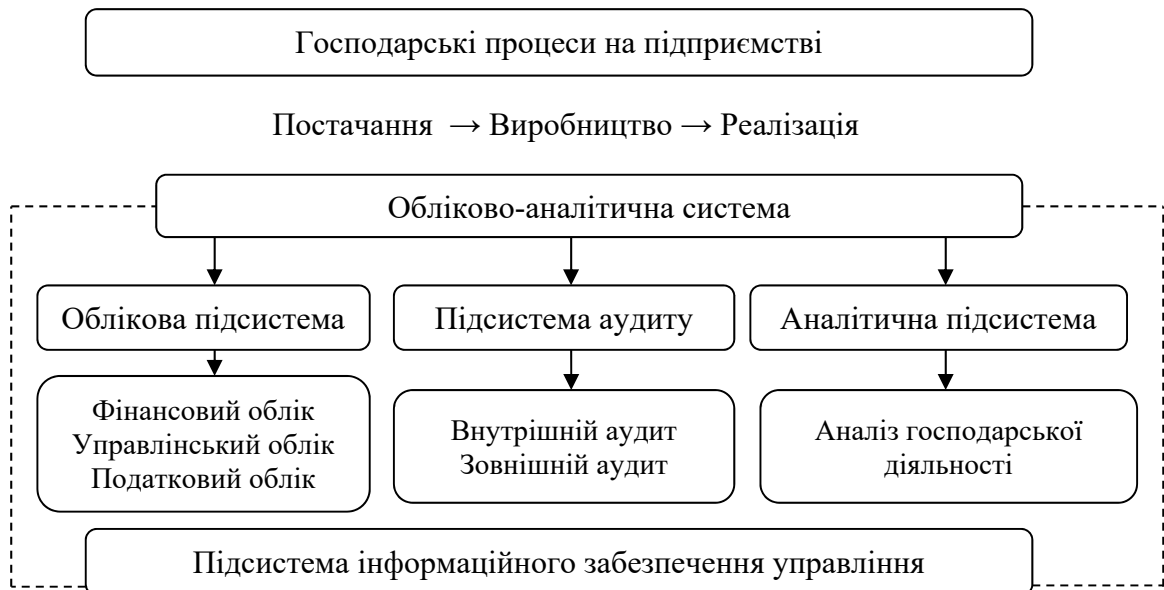 Господарські процеси на підприємстві
Постачання → Виробництво → Реалізація
Обліково-аналітична система
Облікова підсистема
Підсистема аудиту
Аналітична підсистема
Фінансовий облік
Управлінський облік
Податковий облік
Внутрішній аудит
Зовнішній аудит
Аналіз господарської
діяльності
Підсистема інформаційного забезпечення управління